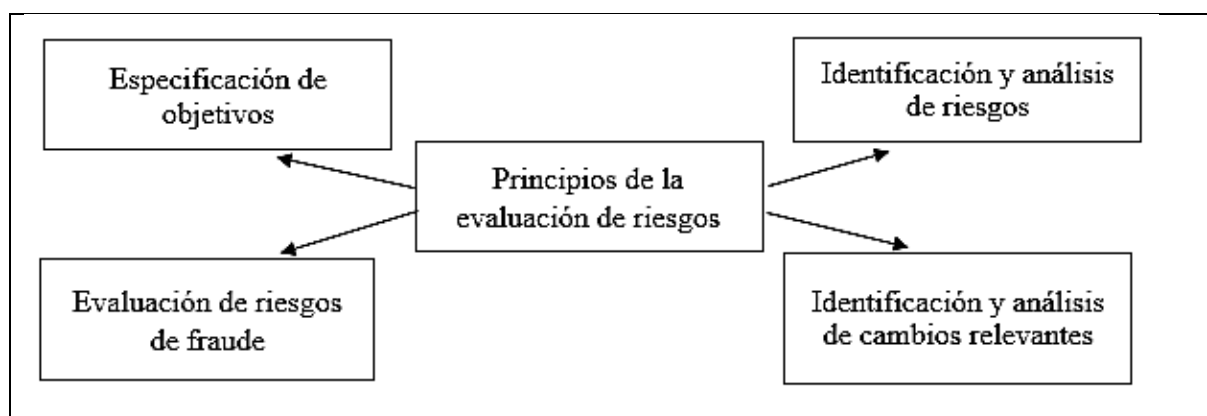 Especificación de
objetivos
Identificación y análisis
de riesgos
Principios de la
evaluación de riesgos
Evaluación de riesgos
de fraude
Identificación y análisis
de cambios relevantes